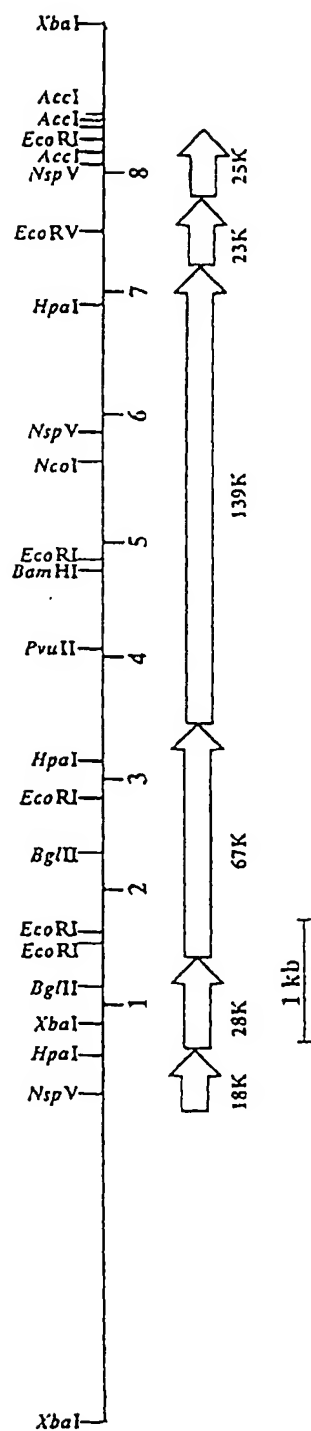 XbaI
AccI
AccI
EcoRI
AccI
NspV
EcoRV
HpaI
NspV
NcoI
EcoRI
BamHI
PvuII
HpaI
EcoRI
BglII
EcoRI
EcoRI
BglII
XbaI
HpaI
NspV
XbaI
8
7
6
5
4
3
2
1
25K
23K
139K
67K
28K
18K
1 kb